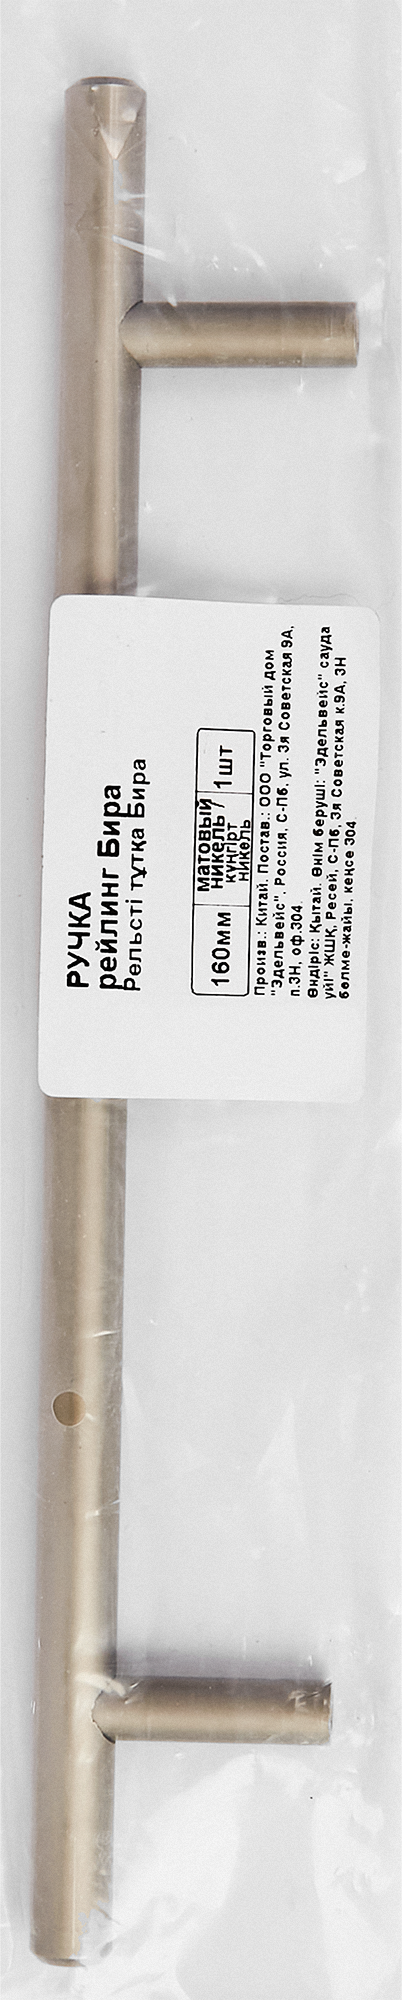 РУЧКА
рейлинг Бира
Рельсті тұтқа Бира
160мм
матовый
никель/
күңгірт
никель
1шт
Произв.: Китай. Постав.: ООО "Торговый дом
"Эдельвейс". Россия, С-Пб, ул. 3я Советская 9А,
п.3Н, оф.304.
Өндіріс: Қытай. Өнім беруші: "Эдельвейс" сауда
үйі" ЖШҚ, Ресей, С-Пб, 3я Советская к.9А, 3Н
бөлме-жайы, кеңсе 304